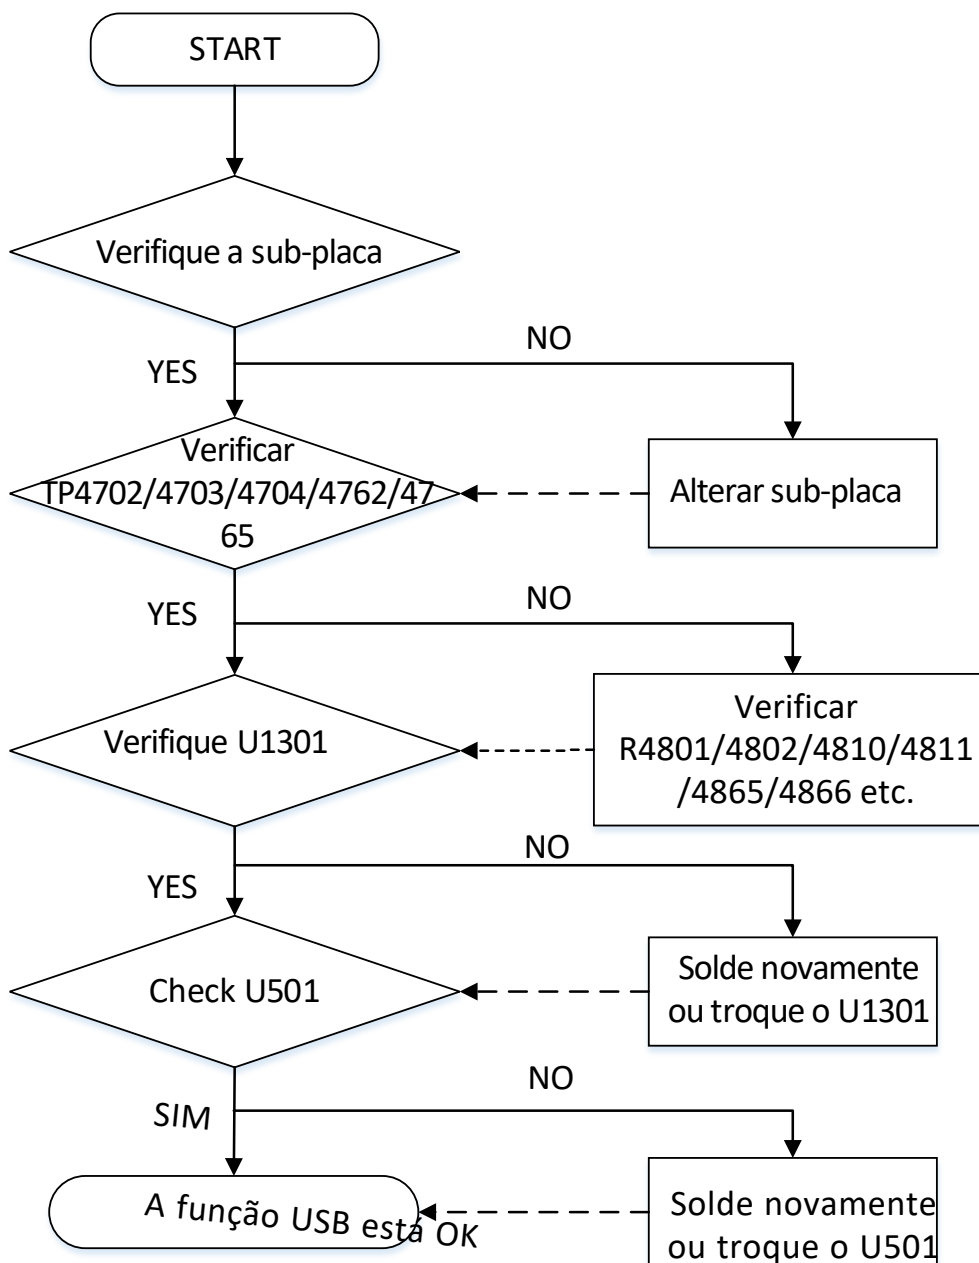 START
Verifique a sub-placa
NO
YES
Verificar
TP4702/4703/4704/4762/47
65
Alterar sub-placa
NO
YES
Verifique U1301
Verificar
R4801/4802/4810/4811
/4865/4866 etc.
NO
YES
Check U501
Solde novamente
ou troque o U1301
NO
SIM
A função USB está OK
Solde novamente
ou troque o U501